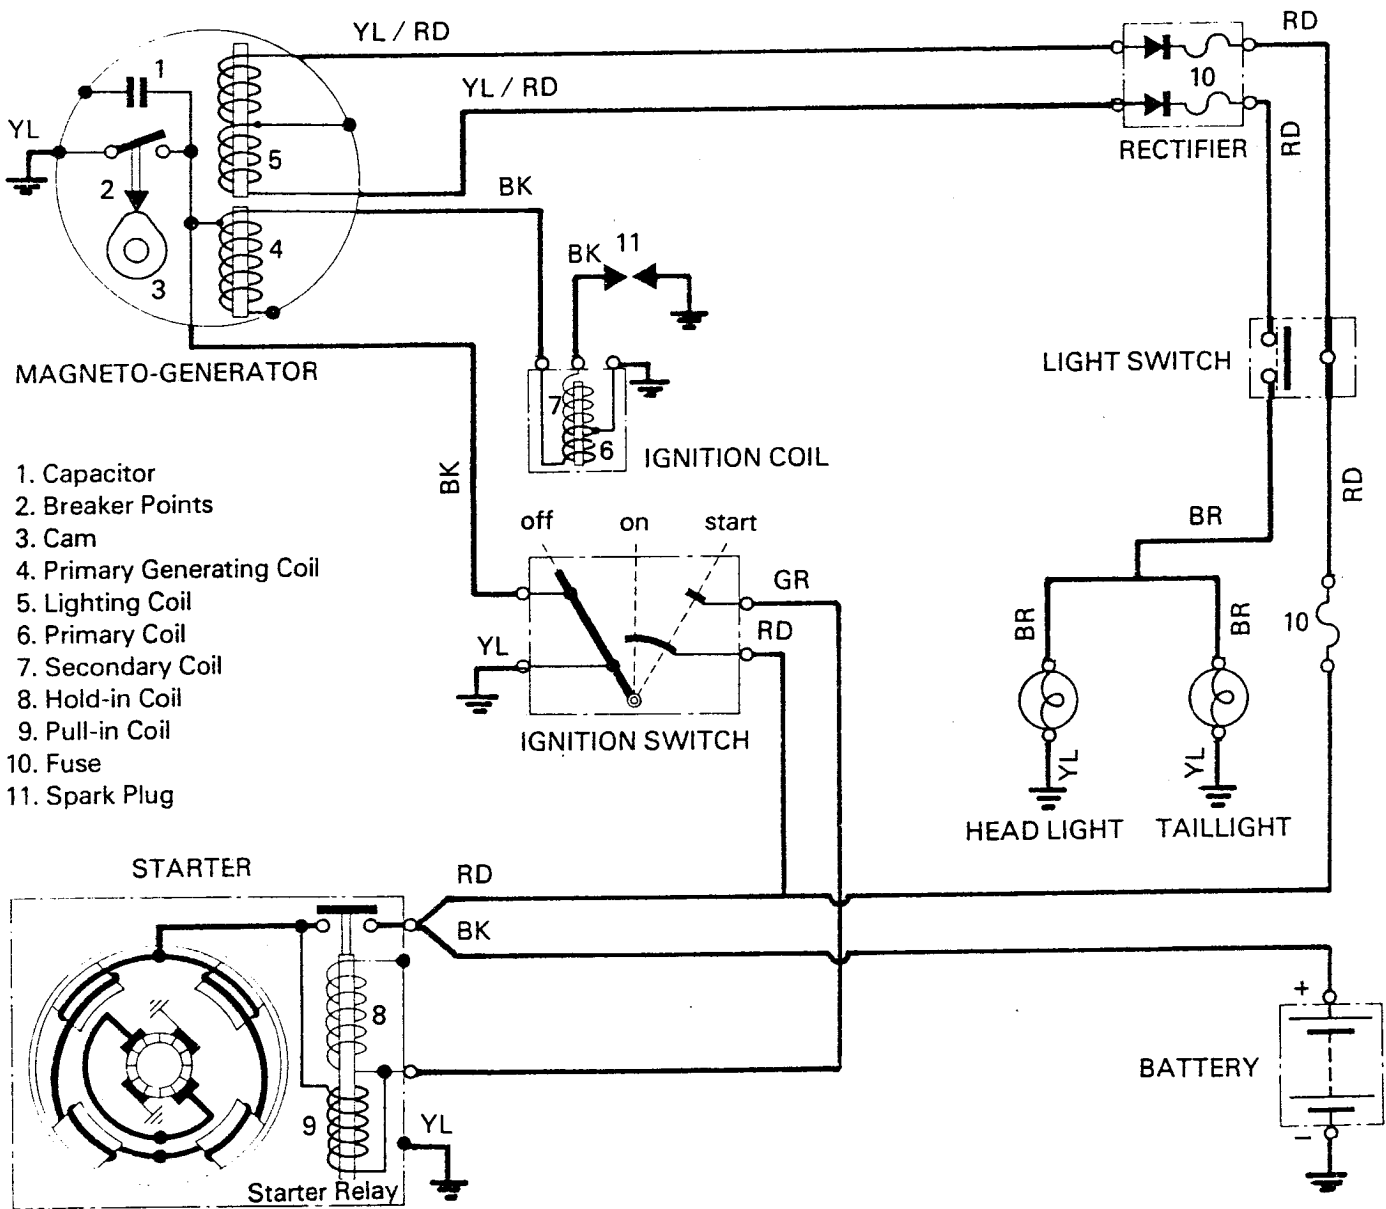 YL / RD
RD
1
YL / RD
10
YL
RECTIFIER
RD
5
2
BK
4
BK
11
3
MAGNETO-GENERATOR
LIGHT SWITCH
7
6
IGNITION COIL
BK
RD
1. Capacitor
2. Breaker Points
3. Cam
4. Primary Generating Coil
5. Lighting Coil
6. Primary Coil
7. Secondary Coil
8. Hold-in Coil
9. Pull-in Coil
10. Fuse
11. Spark Plug
off on start
BR
GR
RD
YL
BR
BR
10
IGNITION SWITCH
YL
YL
HEAD LIGHT
TAILLIGHT
STARTER
RD
BK
+
8
BATTERY
9
YL
–
Starter Relay